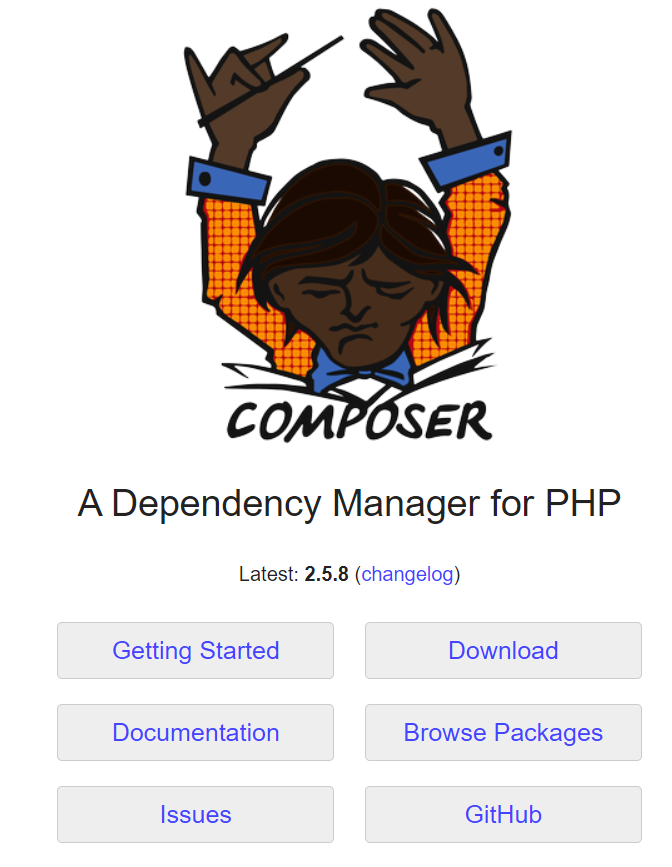 COMPOSER
A Dependency Manager for PHP
Latest: 2.5.8 (changelog)
Getting Started
Download
Documentation
Browse Packages
Issues
GitHub